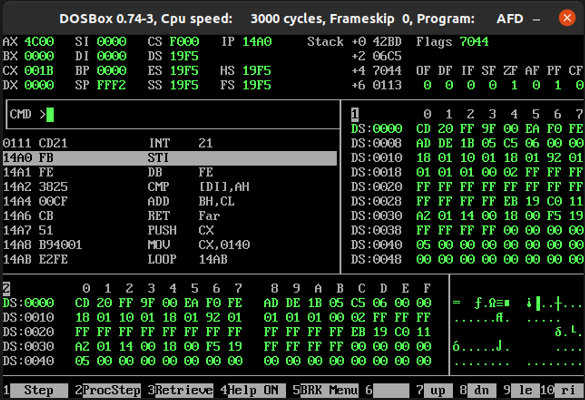 DOSBox 0.74-3, Cpu speed: 3000 cycles, Frameskip 0, Program: AFD
AX 4C00 SI 0000 CS F000 IP 14A0 Stack +0 42BD Flags 7044
BX 0000 DI 0000 DS 19F5 +2 06C5
CX 001B BP 0000 ES 19F5 HS 19F5 +4 7044 OF DF IF SF ZF AF PF CF
DX 0000 SP FFF2 SS 19F5 FS 19F5 +6 0113 0 0 0 0 1 0 1 0
CMD >
1 0 1 2 3 4 5 6 7
DS:0000 CD 20 FF 9F 00 EA F0 FE
DS:0008 AD DE 1B 05 C5 06 00 00
DS:0010 18 01 10 01 18 01 92 01
DS:0018 01 01 01 00 02 FF FF FF
DS:0020 FF FF FF FF FF FF FF FF
DS:0028 FF FF FF FF EB 19 C0 11
DS:0030 A2 01 14 00 18 00 F5 19
DS:0038 FF FF FF FF 00 00 00 00
DS:0040 05 00 00 00 00 00 00 00
DS:0048 00 00 00 00 00 00 00 00
0111 CD21 INT 21
14A0 FB STI
14A1 FE DB FE
14A2 3825 CMP [DI],AH
14A4 00CF ADD BH,CL
14A6 CB RET Far
14A7 51 PUSH CX
14A8 B94001 MOV CX,0140
14AB E2FE LOOP 14AB
2 0 1 2 3 4 5 6 7 8 9 A B C D E F
DS:0000 CD 20 FF 9F 00 EA F0 FE AD DE 1B 05 C5 06 00 00
DS:0010 18 01 10 01 18 01 92 01 01 01 01 00 02 FF FF FF
DS:0020 FF FF FF FF FF FF FF FF FF FF FF FF EB 19 C0 11
DS:0030 A2 01 14 00 18 00 F5 19 FF FF FF FF 00 00 00 00
DS:0040 05 00 00 00 00 00 00 00 00 00 00 00 00 00 00 00
1 Step 2 ProcStep 3 Retrieve 4 Help ON 5 BRK Menu 6 7 up 8 dn 9 le 10 ri